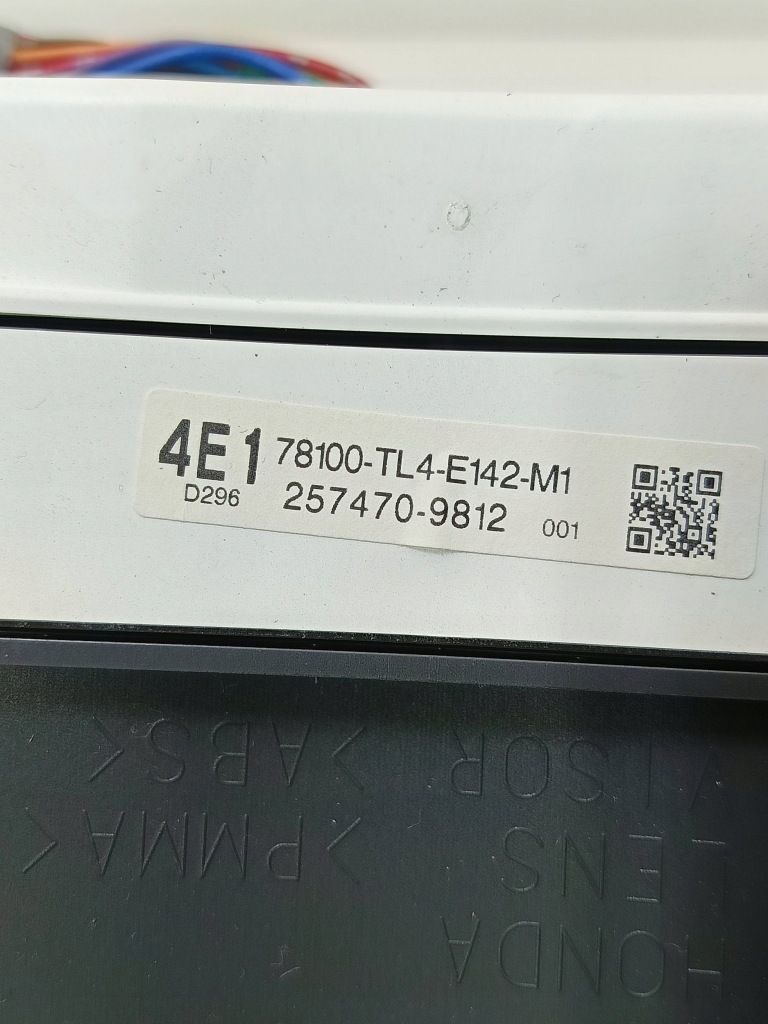 4E1 78100-TL4-E142-M1
D296 257470-9812 001
HONDA
LENS >PMMA<
VISOR >ABS<